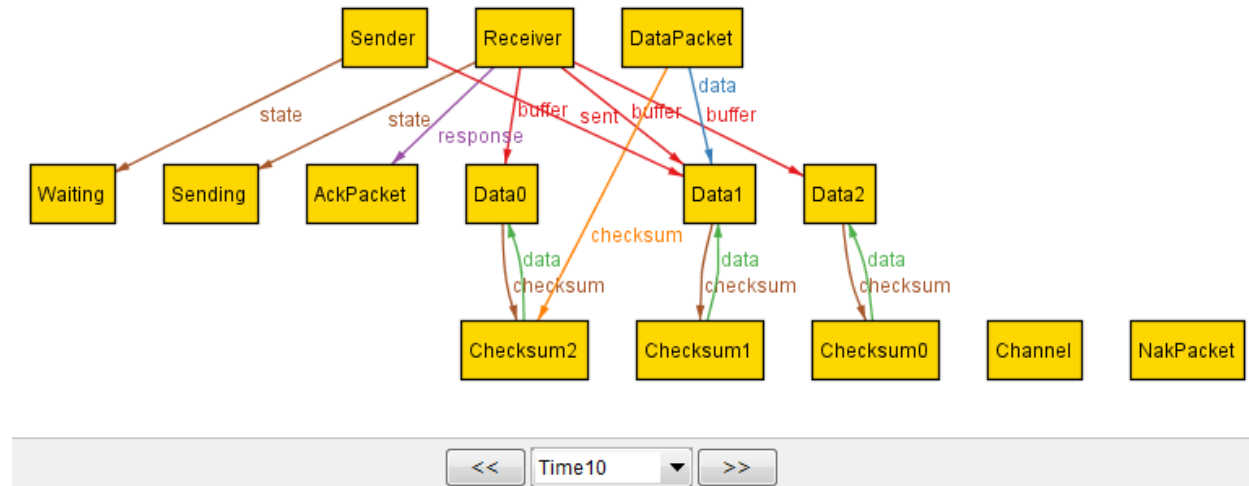 Sender Receiver DataPacket
data
state state buffer sent buffer buffer
response
Waiting Sending AckPacket Data0 Data1 Data2
checksum
data data data
checksum checksum checksum
Checksum2 Checksum1 Checksum0 Channel NakPacket
<< Time10 >>